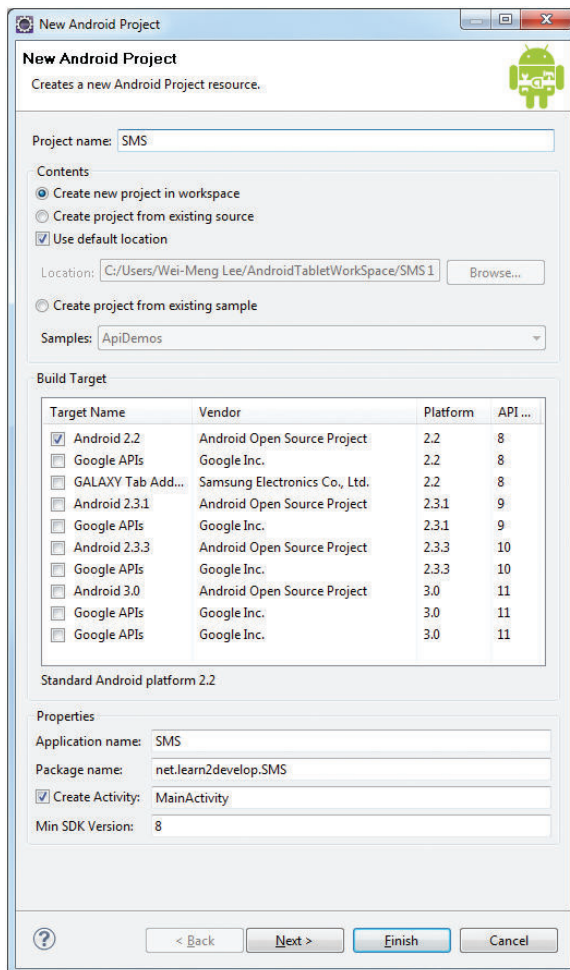 New Android Project
New Android Project
Creates a new Android Project resource.
Project name: SMS
Contents
Create new project in workspace
Create project from existing source
Use default location
Location: C:/Users/Wei-Meng Lee/AndroidTabletWorkSpace/SMS1 Browse...
Create project from existing sample
Samples: ApiDemos
Build Target
Target Name Vendor Platform API ...
Android 2.2 Android Open Source Project 2.2 8
Google APIs Google Inc. 2.2 8
GALAXY Tab Add... Samsung Electronics Co., Ltd. 2.2 8
Android 2.3.1 Android Open Source Project 2.3.1 9
Google APIs Google Inc. 2.3.1 9
Android 2.3.3 Android Open Source Project 2.3.3 10
Google APIs Google Inc. 2.3.3 10
Android 3.0 Android Open Source Project 3.0 11
Google APIs Google Inc. 3.0 11
Google APIs Google Inc. 3.0 11
Standard Android platform 2.2
Properties
Application name: SMS
Package name: net.learn2develop.SMS
Create Activity: MainActivity
Min SDK Version: 8
? < Back Next > Finish Cancel